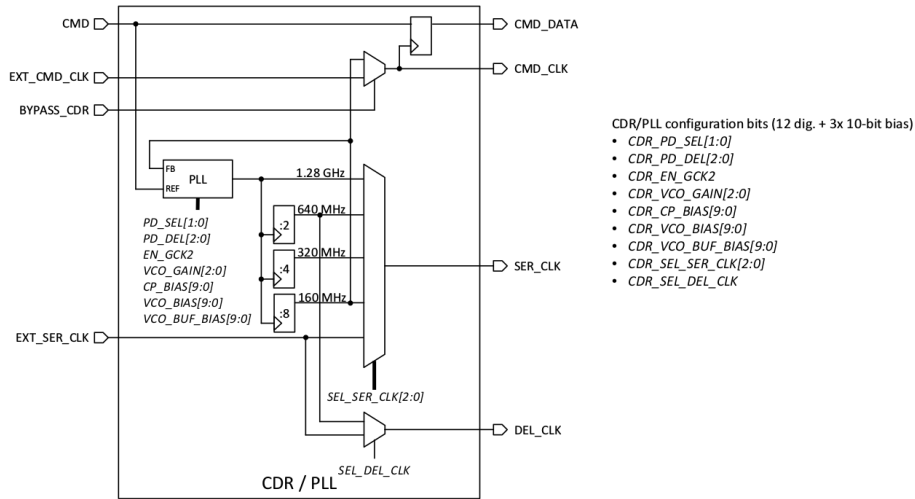 CMD
CMD_DATA
EXT_CMD_CLK
CMD_CLK
BYPASS_CDR
FB
PLL
REF
1.28 GHz
PD_SEL[1:0]
PD_DEL[2:0]
EN_GCK2
VCO_GAIN[2:0]
CP_BIAS[9:0]
VCO_BIAS[9:0]
VCO_BUF_BIAS[9:0]
:2
640 MHz
:4
320 MHz
:8
160 MHz
SER_CLK
EXT_SER_CLK
SEL_SER_CLK[2:0]
DEL_CLK
SEL_DEL_CLK
CDR / PLL
CDR/PLL configuration bits (12 dig. + 3x 10-bit bias)
• CDR_PD_SEL[1:0]
• CDR_PD_DEL[2:0]
• CDR_EN_GCK2
• CDR_VCO_GAIN[2:0]
• CDR_CP_BIAS[9:0]
• CDR_VCO_BIAS[9:0]
• CDR_VCO_BUF_BIAS[9:0]
• CDR_SEL_SER_CLK[2:0]
• CDR_SEL_DEL_CLK